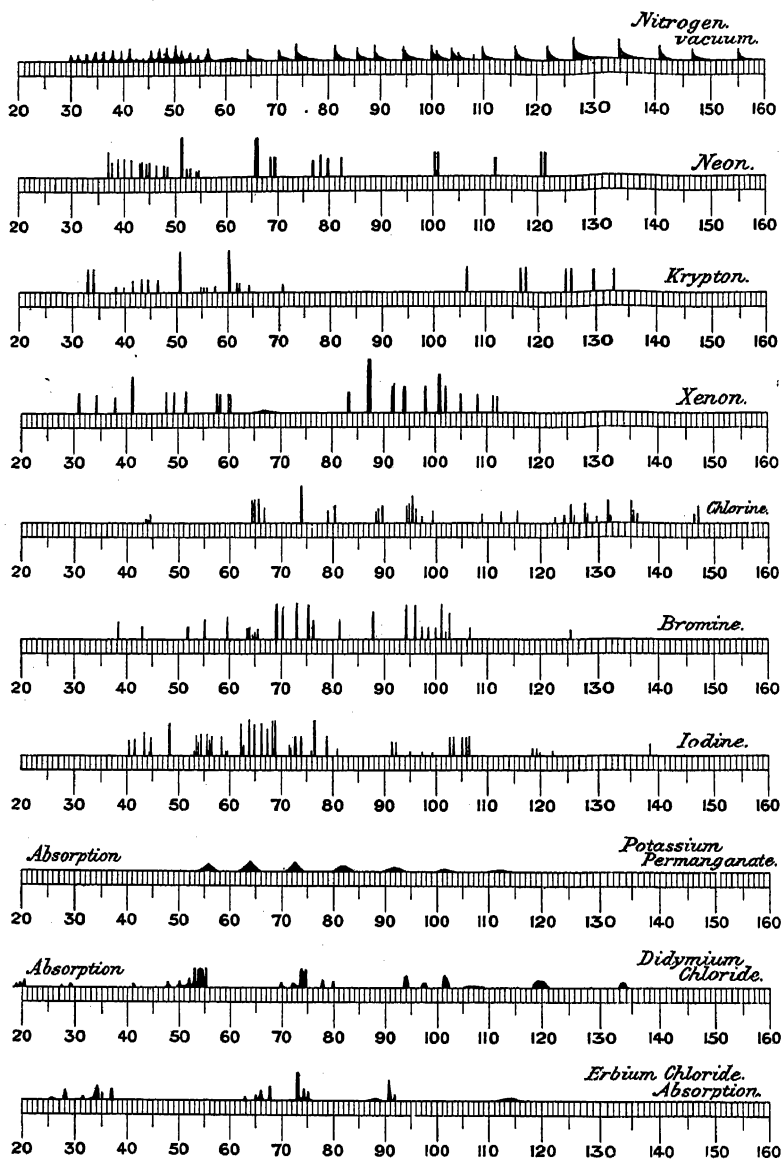 Nitrogen.
vacuum.
20 30 40 50 60 70 80 90 100 110 120 130 140 150 160
Neon.
20 30 40 50 60 70 80 90 100 110 120 130 140 150 160
Krypton.
20 30 40 50 60 70 80 90 100 110 120 130 140 150 160
Xenon.
20 30 40 50 60 70 80 90 100 110 120 130 140 150 160
Chlorine.
20 30 40 50 60 70 80 90 100 110 120 130 140 150 160
Bromine.
20 30 40 50 60 70 80 90 100 110 120 130 140 150 160
Iodine.
20 30 40 50 60 70 80 90 100 110 120 130 140 150 160
Absorption Potassium
Permanganate.
20 30 40 50 60 70 80 90 100 110 120 130 140 150 160
Absorption Didymium
Chloride.
20 30 40 50 60 70 80 90 100 110 120 130 140 150 160
Erbium Chloride.
Absorption.
20 30 40 50 60 70 80 90 100 110 120 130 140 150 160